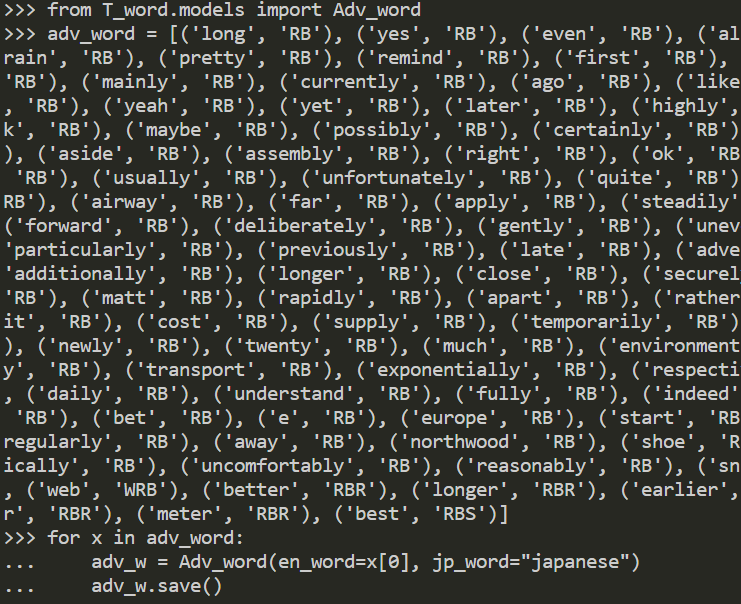 >>> from T_word.models import Adv_word
>>> adv_word = [('long', 'RB'), ('yes', 'RB'), ('even', 'RB'), ('al
rain', 'RB'), ('pretty', 'RB'), ('remind', 'RB'), ('first', 'RB'),
'RB'), ('mainly', 'RB'), ('currently', 'RB'), ('ago', 'RB'), ('like
, 'RB'), ('yeah', 'RB'), ('yet', 'RB'), ('later', 'RB'), ('highly',
k', 'RB'), ('maybe', 'RB'), ('possibly', 'RB'), ('certainly', 'RB')
), ('aside', 'RB'), ('assembly', 'RB'), ('right', 'RB'), ('ok', 'RB
 'RB'), ('usually', 'RB'), ('unfortunately', 'RB'), ('quite', 'RB')
RB'), ('airway', 'RB'), ('far', 'RB'), ('apply', 'RB'), ('steadily'
('forward', 'RB'), ('deliberately', 'RB'), ('gently', 'RB'), ('unev
'particularly', 'RB'), ('previously', 'RB'), ('late', 'RB'), ('adve
'additionally', 'RB'), ('longer', 'RB'), ('close', 'RB'), ('securel
'RB'), ('matt', 'RB'), ('rapidly', 'RB'), ('apart', 'RB'), ('rather
it', 'RB'), ('cost', 'RB'), ('supply', 'RB'), ('temporarily', 'RB')
), ('newly', 'RB'), ('twenty', 'RB'), ('much', 'RB'), ('environment
y', 'RB'), ('transport', 'RB'), ('exponentially', 'RB'), ('respecti
, ('daily', 'RB'), ('understand', 'RB'), ('fully', 'RB'), ('indeed'
 'RB'), ('bet', 'RB'), ('e', 'RB'), ('europe', 'RB'), ('start', 'RB
regularly', 'RB'), ('away', 'RB'), ('northwood', 'RB'), ('shoe', 'R
ically', 'RB'), ('uncomfortably', 'RB'), ('reasonably', 'RB'), ('sn
, ('web', 'WRB'), ('better', 'RBR'), ('longer', 'RBR'), ('earlier',
r', 'RBR'), ('meter', 'RBR'), ('best', 'RBS')]
>>> for x in adv_word:
...     adv_w = Adv_word(en_word=x[0], jp_word="japanese")
...     adv_w.save()